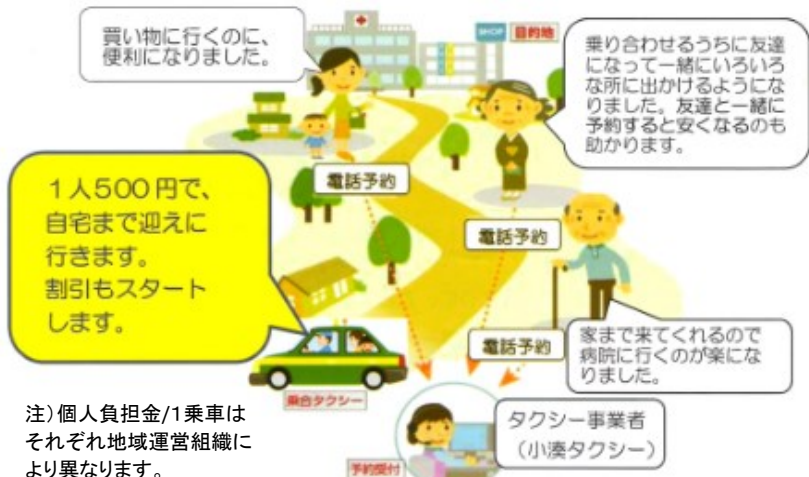 買い物に行くのに、
便利になりました。
SHOP
目的地
乗り合わせるうちに友達
になって一緒にいろいろ
な所に出かけるようにな
りました。友達と一緒に
予約すると安くなるのも
助かります。
電話予約
1人500円で、
自宅まで迎えに
行きます。
割引もスタート
します。
電話予約
電話予約
家まで来てくれるので
病院に行くのが楽にな
りました。
乗合タクシー
注)個人負担金/1乗車は
それぞれ地域運営組織に
より異なります。
タクシー事業者
(小湊タクシー)
予約受付